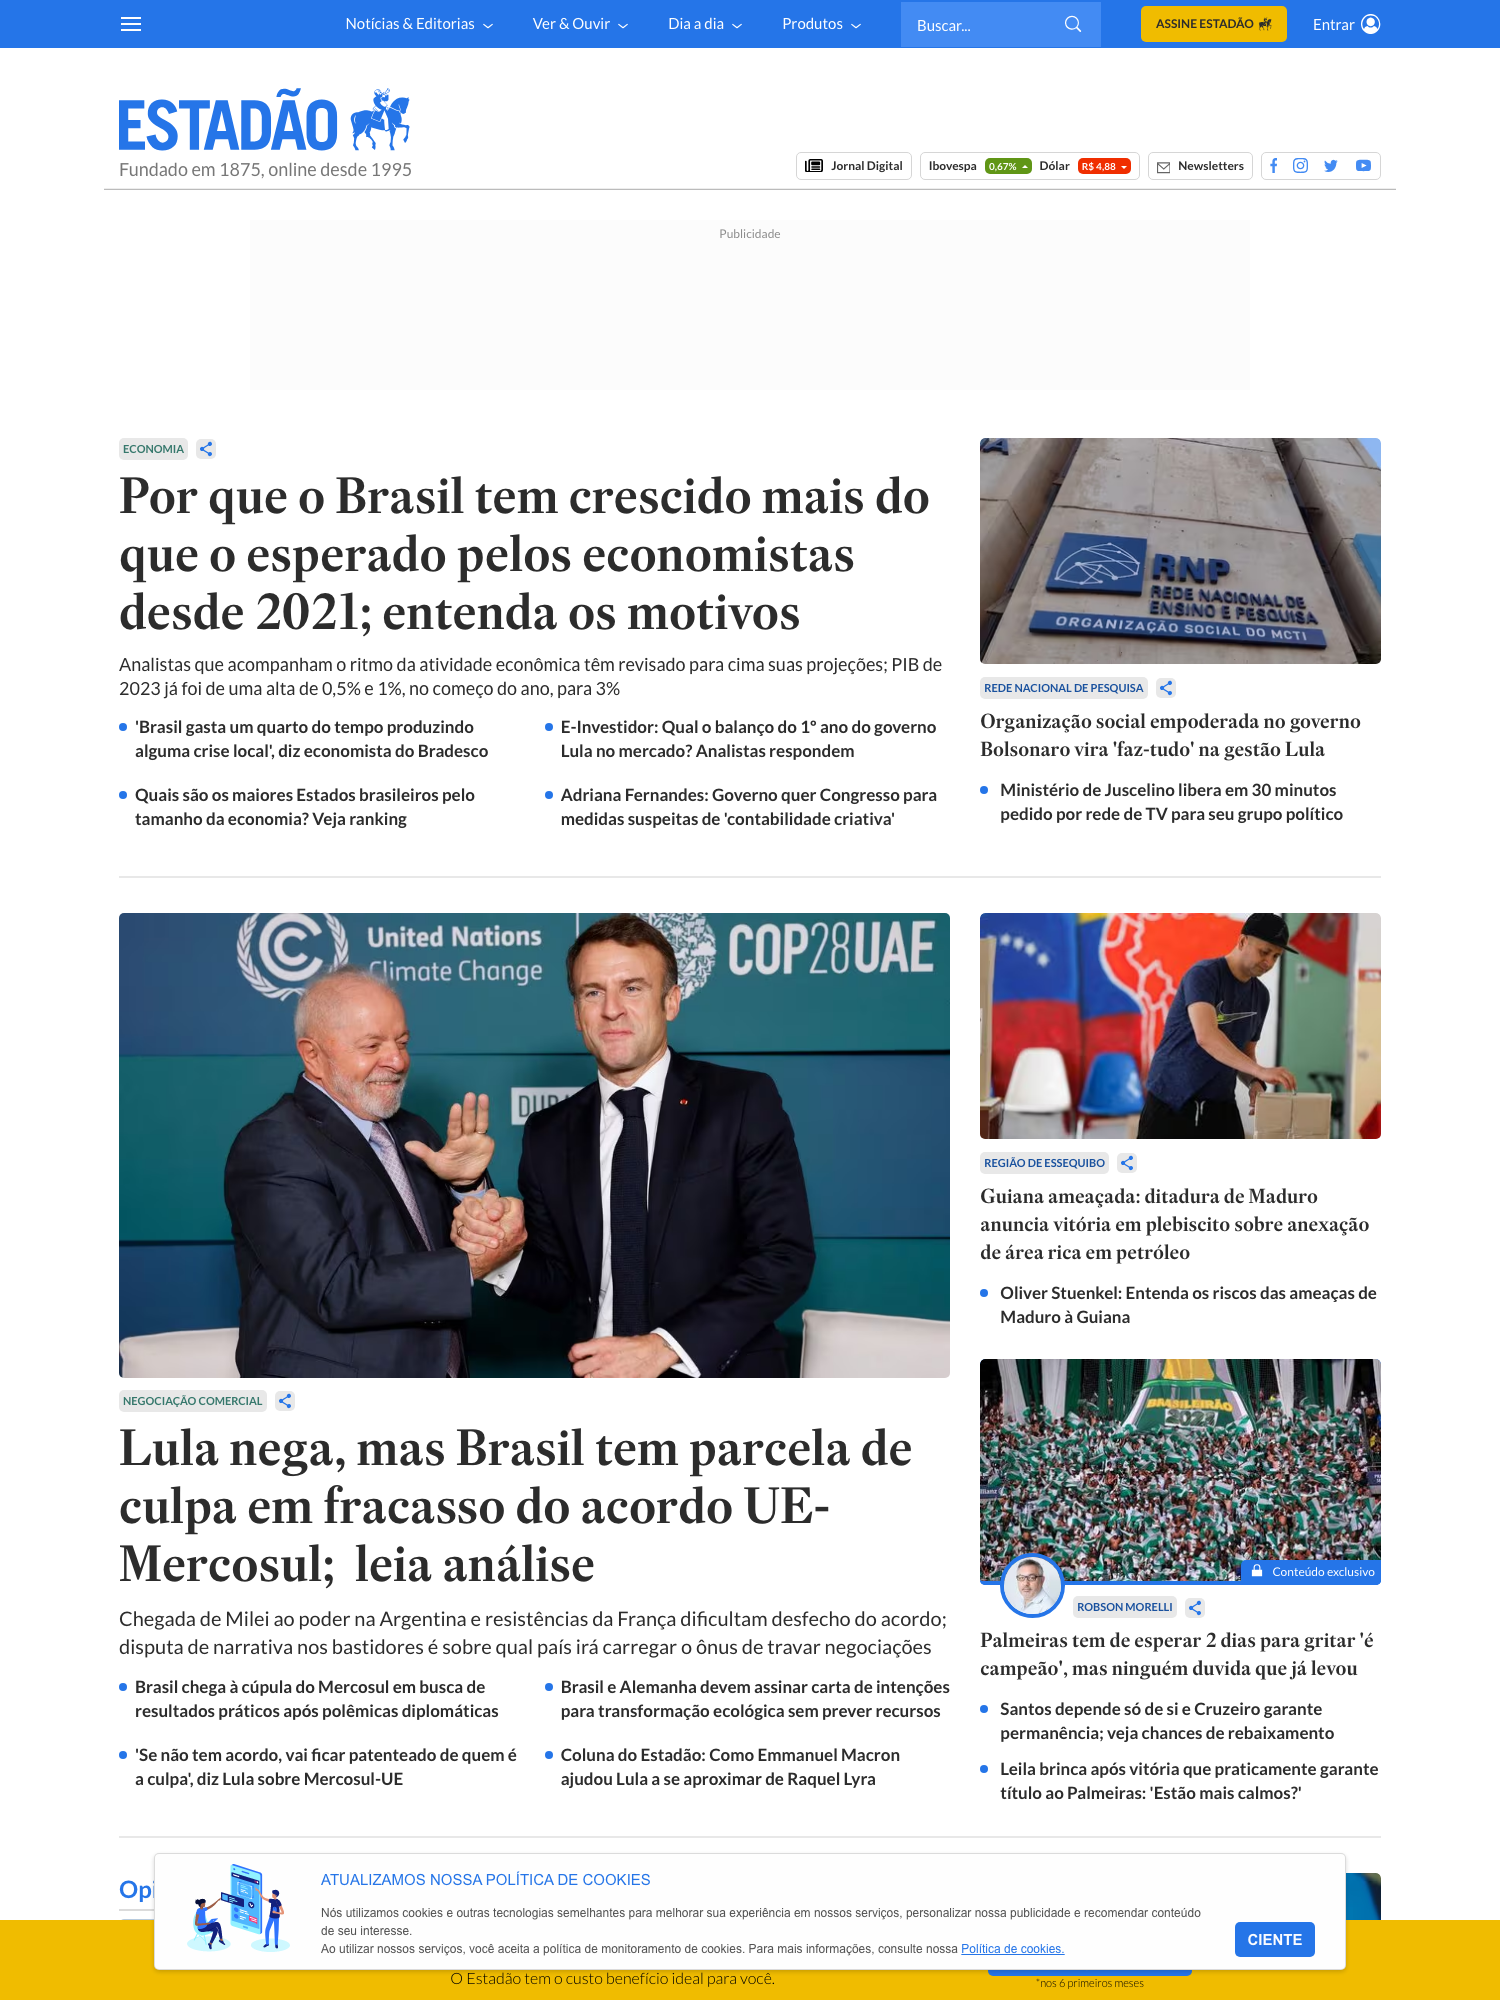 Notícias & Editorias
Ver & Ouvir
Dia a dia
Produtos
Buscar...
ASSINE ESTADÃO
Entrar
ESTADÃO
Fundado em 1875, online desde 1995
Jornal Digital
Ibovespa 0,67% Dólar R$ 4,88
Newsletters
Publicidade
ECONOMIA
Por que o Brasil tem crescido mais do
que o esperado pelos economistas
desde 2021; entenda os motivos
Analistas que acompanham o ritmo da atividade econômica têm revisado para cima suas projeções; PIB de
2023 já foi de uma alta de 0,5% e 1%, no começo do ano, para 3%
'Brasil gasta um quarto do tempo produzindo
alguma crise local', diz economista do Bradesco
E-Investidor: Qual o balanço do 1º ano do governo
Lula no mercado? Analistas respondem
Quais são os maiores Estados brasileiros pelo
tamanho da economia? Veja ranking
Adriana Fernandes: Governo quer Congresso para
medidas suspeitas de 'contabilidade criativa'
RNP
REDE NACIONAL DE
ENSINO E PESQUISA
ORGANIZAÇÃO SOCIAL DO MCTI
REDE NACIONAL DE PESQUISA
Organização social empoderada no governo
Bolsonaro vira 'faz-tudo' na gestão Lula
Ministério de Juscelino libera em 30 minutos
pedido por rede de TV para seu grupo político
United Nations
Climate Change
COP28UAE
NEGOCIAÇÃO COMERCIAL
Lula nega, mas Brasil tem parcela de
culpa em fracasso do acordo UE-
Mercosul; leia análise
Chegada de Milei ao poder na Argentina e resistências da França dificultam desfecho do acordo;
disputa de narrativa nos bastidores é sobre qual país irá carregar o ônus de travar negociações
Brasil chega à cúpula do Mercosul em busca de
resultados práticos após polêmicas diplomáticas
Brasil e Alemanha devem assinar carta de intenções
para transformação ecológica sem prever recursos
'Se não tem acordo, vai ficar patenteado de quem é
a culpa', diz Lula sobre Mercosul-UE
Coluna do Estadão: Como Emmanuel Macron
ajudou Lula a se aproximar de Raquel Lyra
REGIÃO DE ESSEQUIBO
Guiana ameaçada: ditadura de Maduro
anuncia vitória em plebiscito sobre anexação
de área rica em petróleo
Oliver Stuenkel: Entenda os riscos das ameaças de
Maduro à Guiana
BRASILEIRÃO
Conteúdo exclusivo
ROBSON MORELLI
Palmeiras tem de esperar 2 dias para gritar 'é
campeão', mas ninguém duvida que já levou
Santos depende só de si e Cruzeiro garante
permanência; veja chances de rebaixamento
Leila brinca após vitória que praticamente garante
título ao Palmeiras: 'Estão mais calmos?'
ATUALIZAMOS NOSSA POLÍTICA DE COOKIES
Nós utilizamos cookies e outras tecnologias semelhantes para melhorar sua experiência em nossos serviços, personalizar nossa publicidade e recomendar conteúdo
de seu interesse.
Ao utilizar nossos serviços, você aceita a política de monitoramento de cookies. Para mais informações, consulte nossa Política de cookies.
CIENTE
O Estadão tem o custo benefício ideal para você.
*nos 6 primeiros meses